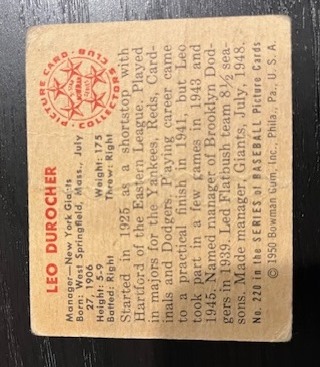 LEO DUROCHER
Manager—New York Giants
Born: West Springfield, Mass., July
27, 1906
Height: 5-9 Weight: 175
Batted: Right Threw: Right
Started in 1925 as a shortstop with
Hartford of the Eastern League. Played
in majors for the Yankees, Reds, Card-
inals and Dodgers. Playing career came
to a practical finish in 1941, but Leo
took part in a few games in 1943 and
1945. Named manager of Brooklyn Dod-
gers in 1939. Led Flatbush team 8½ sea-
sons. Made manager, Giants, July, 1948.
No. 220 in the SERIES of BASEBALL Picture Cards
© 1950 Bowman Gum, Inc., Phila., Pa., U. S. A.
PICTURE CARD
COLLECTORS
CLUB